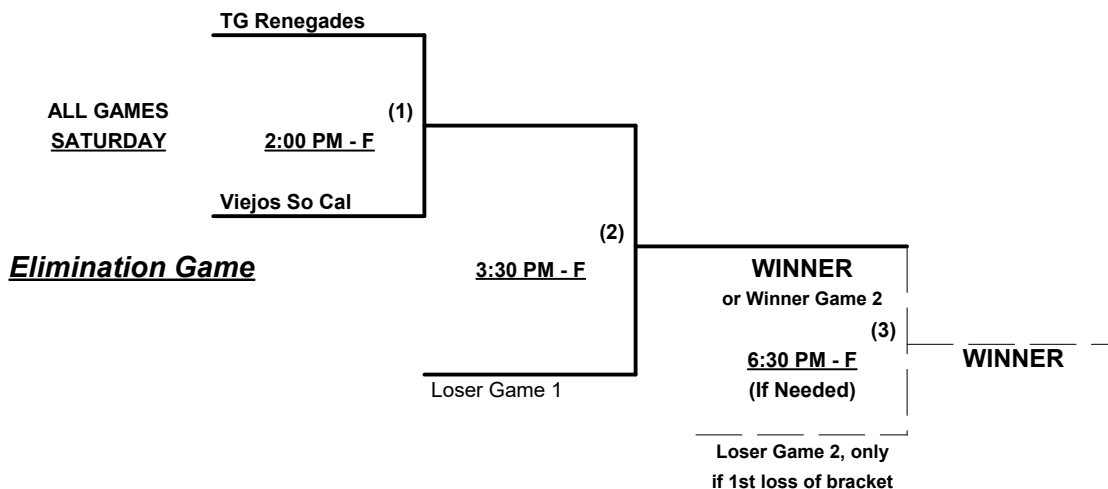 TG Renegades
ALL GAMES
SATURDAY
(1)
2:00 PM - F
Viejos So Cal
Elimination Game
(2)
3:30 PM - F
Loser Game 1
WINNER
or Winner Game 2
(3)
6:30 PM - F
(If Needed)
WINNER
Loser Game 2, only
if 1st loss of bracket